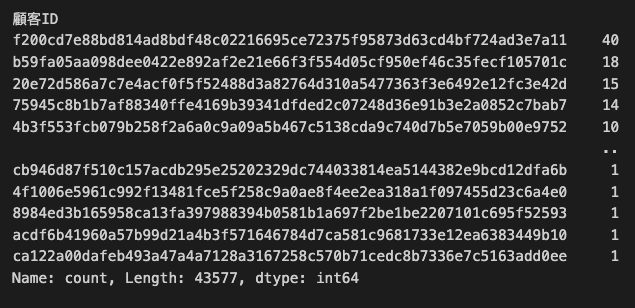 顧客ID
f200cd7e88bd814ad8bdf48c02216695ce72375f95873d63cd4bf724ad3e7a11 40
b59fa05aa098dee0422e892af2e21e66f3f554d05cf950ef46c35fecf105701c 18
20e72d586a7c7e4acf0f5f52488d3a82764d310a5477363f3e6492e12fc3e42d 15
75945c8b1b7af88340ffe4169b39341dfded2c07248d36e91b3e2a0852c7bab7 14
4b3f553fcb079b258f2a6a0c9a09a5b467c5138cda9c740d7b5e7059b00e9752 10
..
cb946d87f510c157acdb295e25202329dc744033814ea5144382e9bcd12dfa6b 1
4f1006e5961c992f13481fce5f258c9a0ae8f4ee2ea318a1f097455d23c6a4e0 1
8984ed3b165958ca13fa397988394b0581b1a697f2be1be2207101c695f52593 1
acdf6b41960a57b99d21a4b3f571646784d7ca581c9681733e12ea6383449b10 1
ca122a00dafeb493a47a4a7128a3167258c570b71cedc8b7336e7c5163add0ee 1
Name: count, Length: 43577, dtype: int64